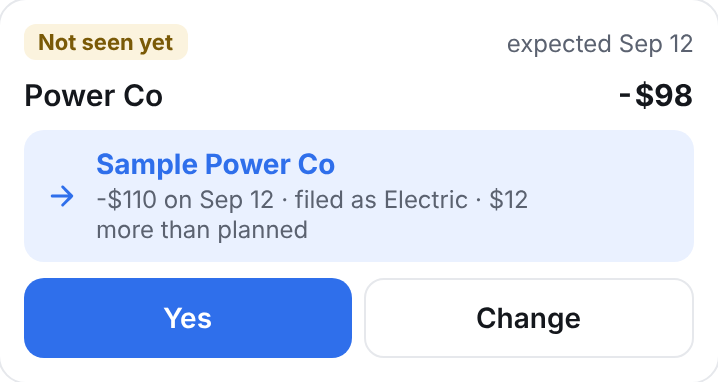 Not seen yet
expected Sep 12
Power Co
-$98
Sample Power Co
-$110 on Sep 12 · filed as Electric · $12
more than planned
Yes
Change